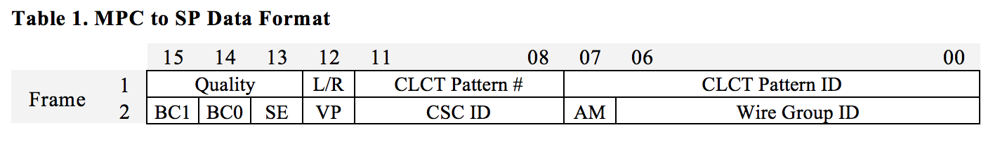 Table 1. MPC to SP Data Format
15 14 13 12 11 08 07 06 00
Frame 1 Quality L/R CLCT Pattern # CLCT Pattern ID
2 BC1 BC0 SE VP CSC ID AM Wire Group ID